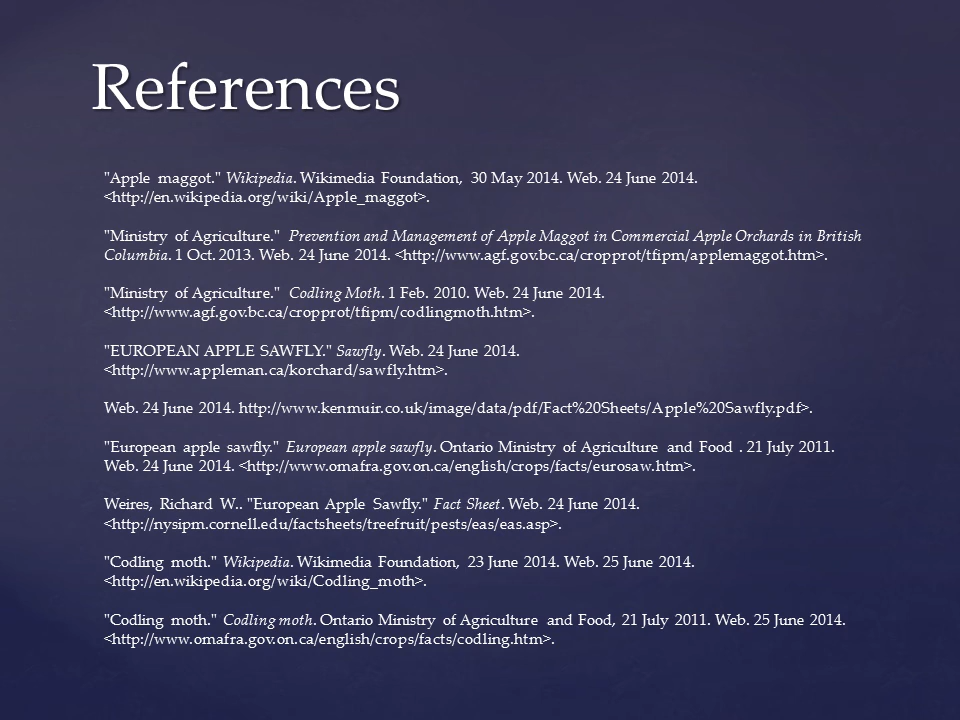 References
"Apple maggot." Wikipedia. Wikimedia Foundation, 30 May 2014. Web. 24 June 2014.
<http://en.wikipedia.org/wiki/Apple_maggot>.
"Ministry of Agriculture." Prevention and Management of Apple Maggot in Commercial Apple Orchards in British
Columbia. 1 Oct. 2013. Web. 24 June 2014. <http://www.agf.gov.bc.ca/cropprot/tfipm/applemaggot.htm>.
"Ministry of Agriculture." Codling Moth. 1 Feb. 2010. Web. 24 June 2014.
<http://www.agf.gov.bc.ca/cropprot/tfipm/codlingmoth.htm>.
"EUROPEAN APPLE SAWFLY." Sawfly. Web. 24 June 2014.
<http://www.appleman.ca/korchard/sawfly.htm>.
Web. 24 June 2014. http://www.kenmuir.co.uk/image/data/pdf/Fact%20Sheets/Apple%20Sawfly.pdf>.
"European apple sawfly." European apple sawfly. Ontario Ministry of Agriculture and Food . 21 July 2011.
Web. 24 June 2014. <http://www.omafra.gov.on.ca/english/crops/facts/eurosaw.htm>.
Weires, Richard W.. "European Apple Sawfly." Fact Sheet. Web. 24 June 2014.
<http://nysipm.cornell.edu/factsheets/treefruit/pests/eas/eas.asp>.
"Codling moth." Wikipedia. Wikimedia Foundation, 23 June 2014. Web. 25 June 2014.
<http://en.wikipedia.org/wiki/Codling_moth>.
"Codling moth." Codling moth. Ontario Ministry of Agriculture and Food, 21 July 2011. Web. 25 June 2014.
<http://www.omafra.gov.on.ca/english/crops/facts/codling.htm>.